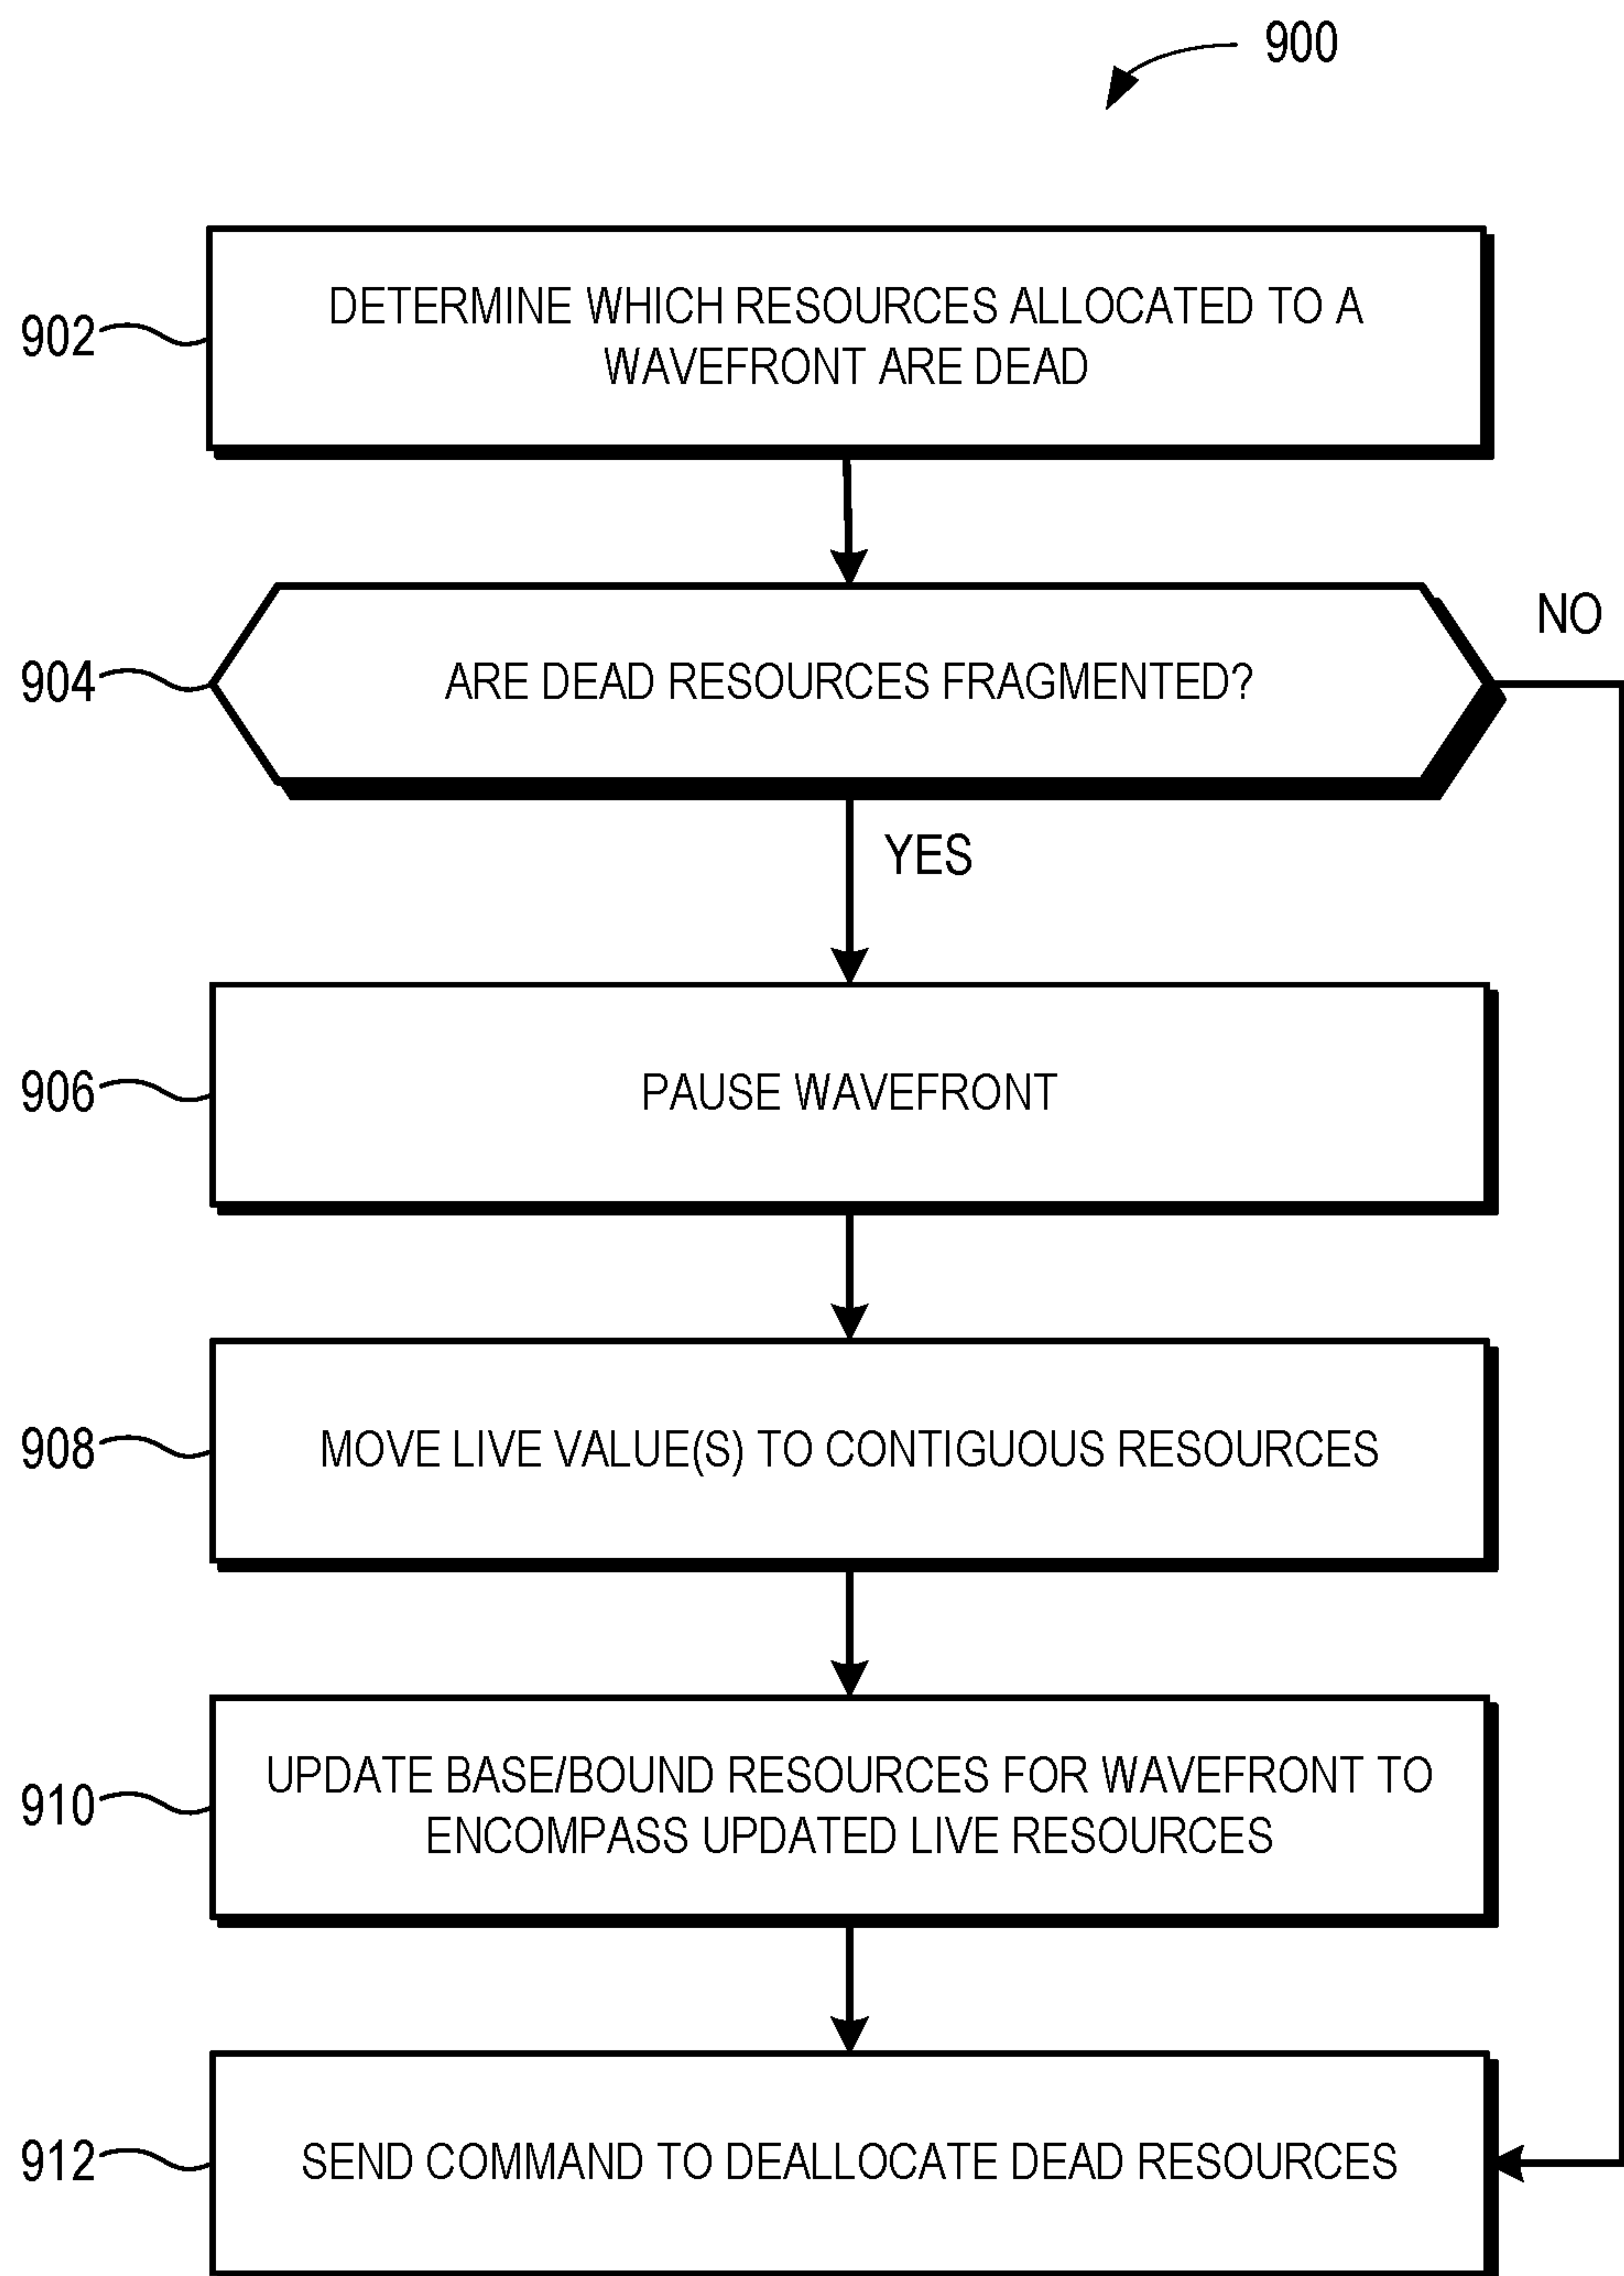 900
902
DETERMINE WHICH RESOURCES ALLOCATED TO A
WAVEFRONT ARE DEAD
904
ARE DEAD RESOURCES FRAGMENTED?
NO
YES
906
PAUSE WAVEFRONT
908
MOVE LIVE VALUE(S) TO CONTIGUOUS RESOURCES
910
UPDATE BASE/BOUND RESOURCES FOR WAVEFRONT TO
ENCOMPASS UPDATED LIVE RESOURCES
912
SEND COMMAND TO DEALLOCATE DEAD RESOURCES